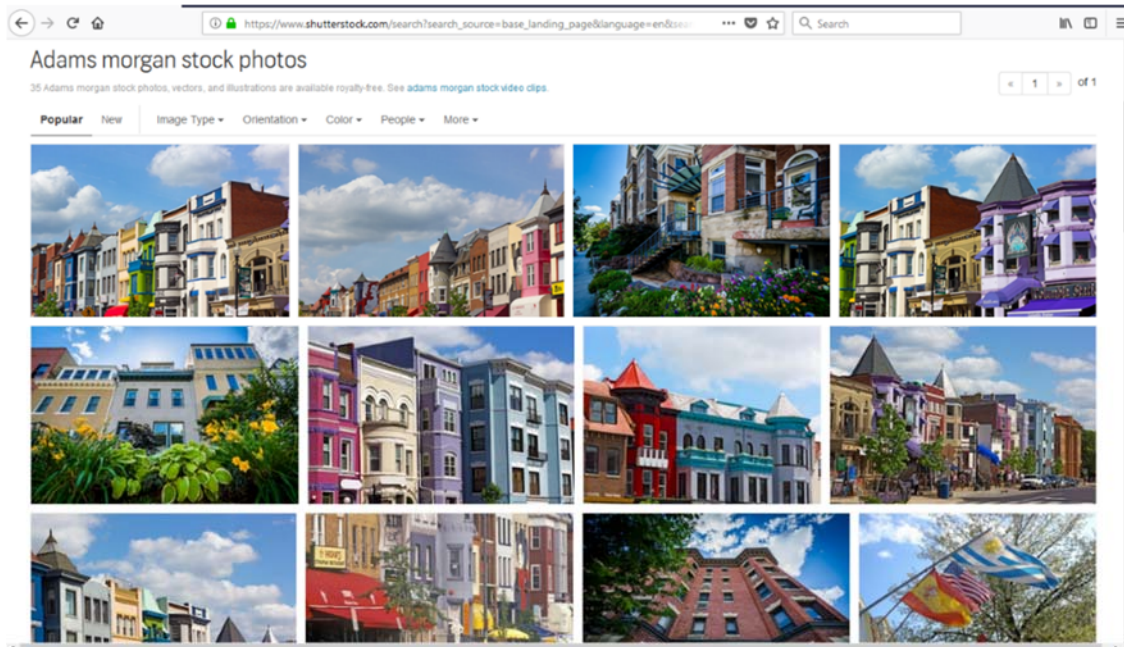 https://www.shutterstock.com/search?search_source=base_landing_page&language=en&sear
Search
Adams morgan stock photos
35 Adams morgan stock photos, vectors, and illustrations are available royalty-free. See adams morgan stock video clips.
« 1 » of 1
Popular New Image Type Orientation Color People More